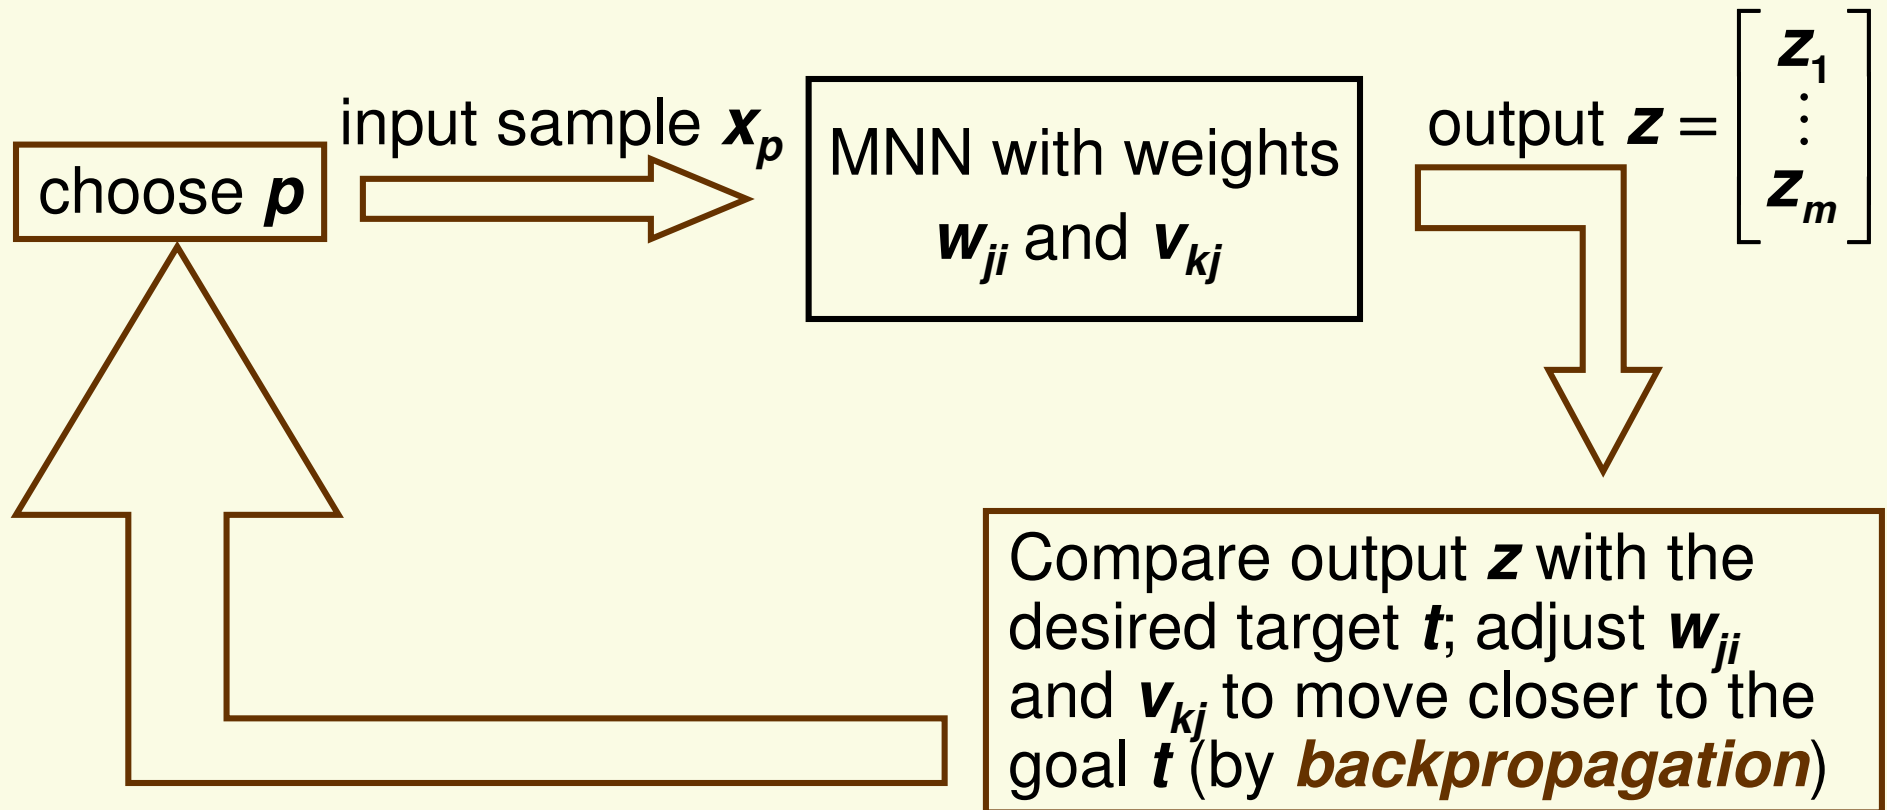 choose p
input sample x_p
MNN with weights
w_ji and v_kj
output z = [z_1 ⋮ z_m]
Compare output z with the
desired target t; adjust w_ji
and v_kj to move closer to the
goal t (by backpropagation)